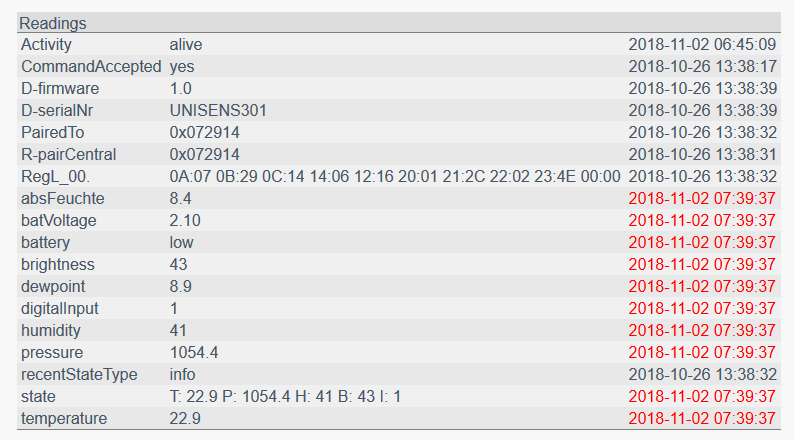 Readings
Activity alive 2018-11-02 06:45:09
CommandAccepted yes 2018-10-26 13:38:17
D-firmware 1.0 2018-10-26 13:38:39
D-serialNr UNISENS301 2018-10-26 13:38:39
PairedTo 0x072914 2018-10-26 13:38:32
R-pairCentral 0x072914 2018-10-26 13:38:31
RegL_00. 0A:07 0B:29 0C:14 14:06 12:16 20:01 21:2C 22:02 23:4E 00:00 2018-10-26 13:38:32
absFeuchte 8.4 2018-11-02 07:39:37
batVoltage 2.10 2018-11-02 07:39:37
battery low 2018-11-02 07:39:37
brightness 43 2018-11-02 07:39:37
dewpoint 8.9 2018-11-02 07:39:37
digitalInput 1 2018-11-02 07:39:37
humidity 41 2018-11-02 07:39:37
pressure 1054.4 2018-11-02 07:39:37
recentStateType info 2018-10-26 13:38:32
state T: 22.9 P: 1054.4 H: 41 B: 43 I: 1 2018-11-02 07:39:37
temperature 22.9 2018-11-02 07:39:37